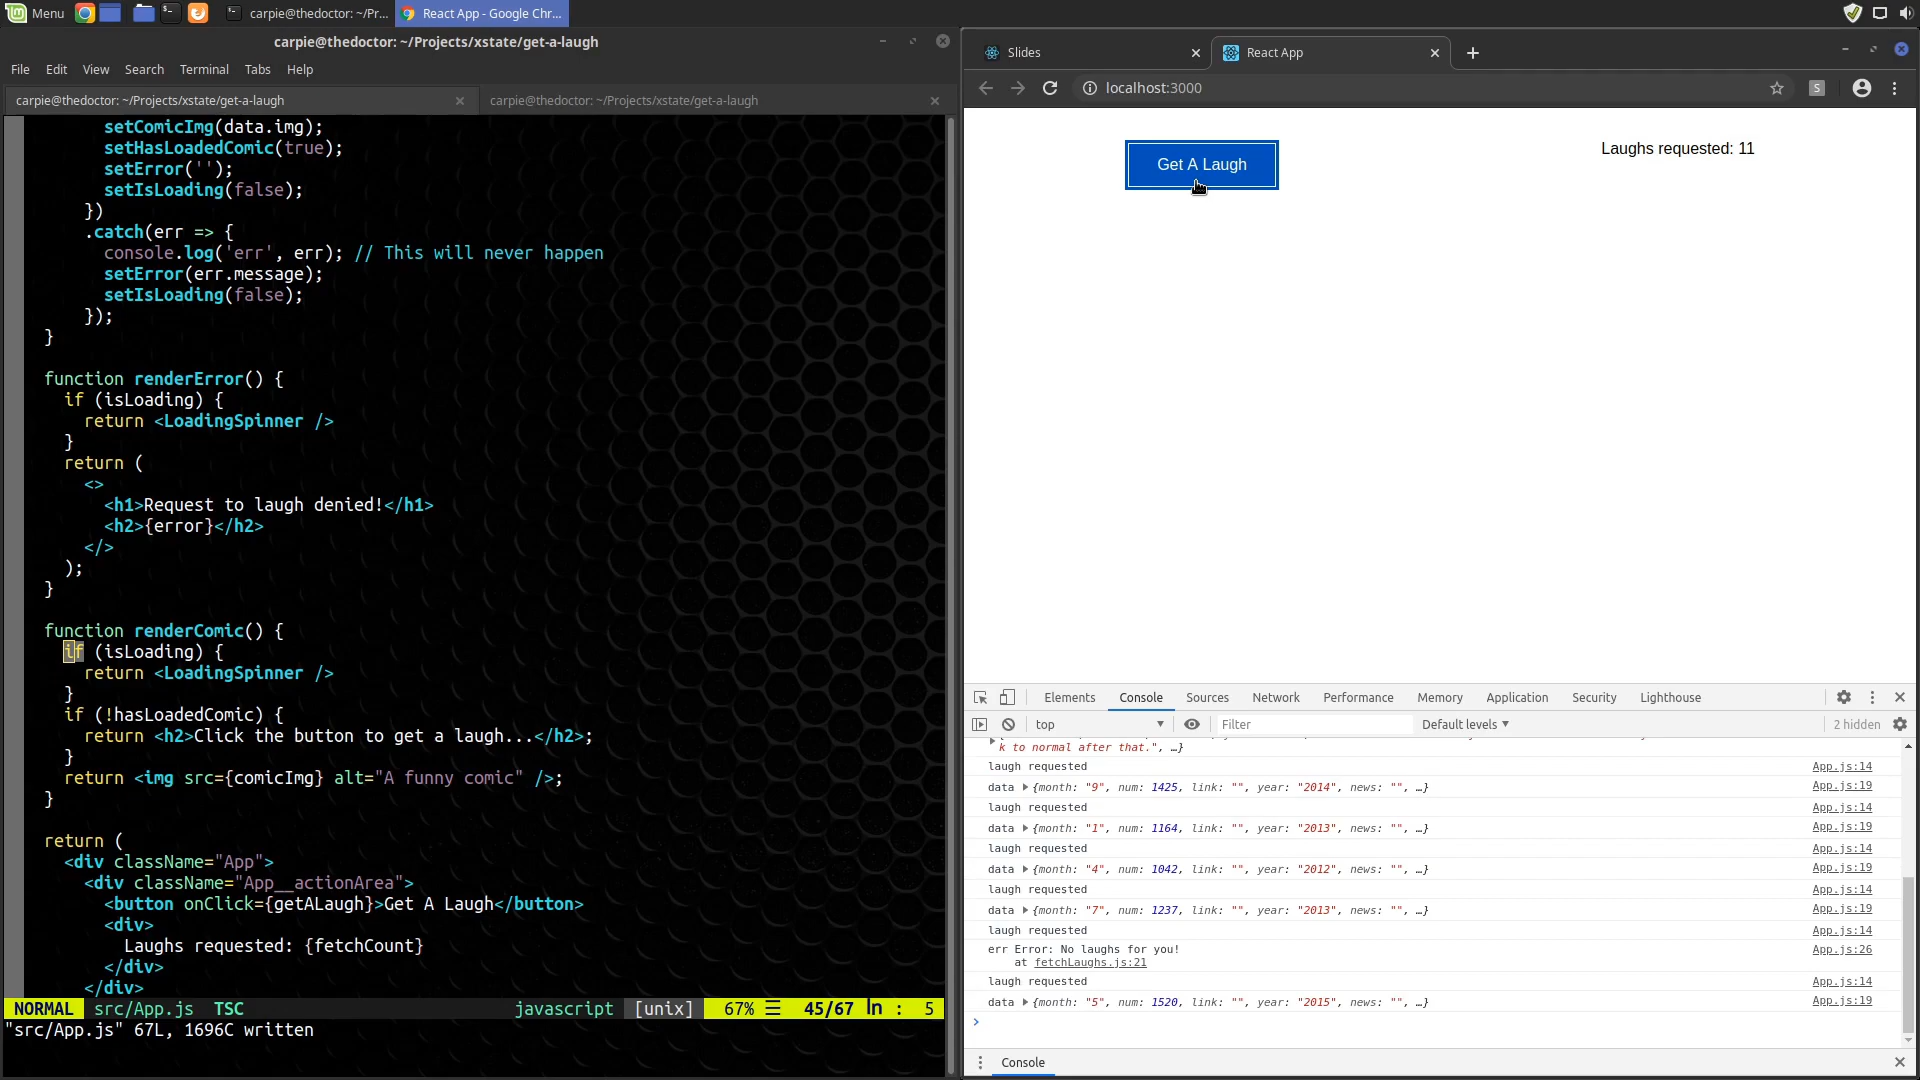 Menu
carpie@thedoctor: ~/Pr...
React App - Google Chr...
carpie@thedoctor: ~/Projects/xstate/get-a-laugh
File Edit View Search Terminal Tabs Help
carpie@thedoctor: ~/Projects/xstate/get-a-laugh
carpie@thedoctor: ~/Projects/xstate/get-a-laugh
setComicImg(data.img);
setHasLoadedComic(true);
setError('');
setIsLoading(false);
})
.catch(err => {
console.log('err', err); // This will never happen
setError(err.message);
setIsLoading(false);
});
}
function renderError() {
if (isLoading) {
return <LoadingSpinner />
}
return (
<>
<h1>Request to laugh denied!</h1>
<h2>{error}</h2>
</>
);
}
function renderComic() {
if (isLoading) {
return <LoadingSpinner />
}
if (!hasLoadedComic) {
return <h2>Click the button to get a laugh...</h2>;
}
return <img src={comicImg} alt="A funny comic" />;
}
return (
<div className="App">
<div className="App__actionArea">
<button onClick={getALaugh}>Get A Laugh</button>
<div>
Laughs requested: {fetchCount}
</div>
</div>
NORMAL src/App.js TSC javascript [unix] 67% ☰ 45/67 ln : 5
"src/App.js" 67L, 1696C written
Slides
React App
localhost:3000
S
Get A Laugh
Laughs requested: 11
Elements Console Sources Network Performance Memory Application Security Lighthouse
top Filter Default levels 2 hidden
k to normal after that.", …}
laugh requested App.js:14
data {month: "9", num: 1425, link: "", year: "2014", news: "", …} App.js:19
laugh requested App.js:14
data {month: "1", num: 1164, link: "", year: "2013", news: "", …} App.js:19
laugh requested App.js:14
data {month: "4", num: 1042, link: "", year: "2012", news: "", …} App.js:19
laugh requested App.js:14
data {month: "7", num: 1237, link: "", year: "2013", news: "", …} App.js:19
laugh requested App.js:14
err Error: No laughs for you! App.js:26
at fetchLaughs.js:21
laugh requested App.js:14
data {month: "5", num: 1520, link: "", year: "2015", news: "", …} App.js:19
Console